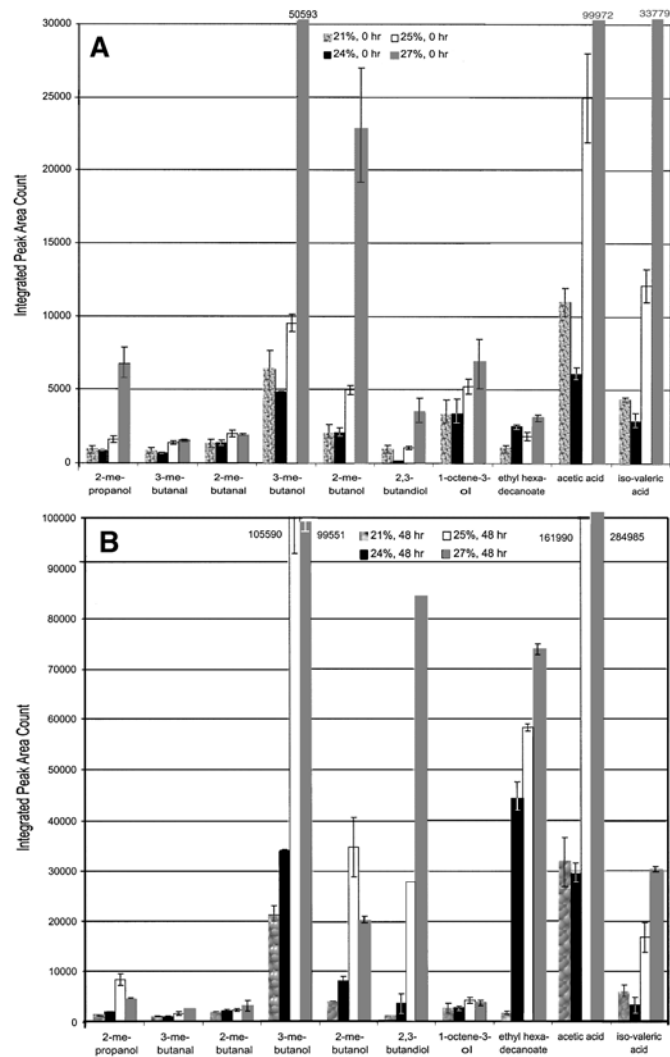 50593 99972 33779
A
21%, 0 hr 25%, 0 hr
24%, 0 hr 27%, 0 hr
Integrated Peak Area Count
30000
25000
20000
15000
10000
5000
0
2-me- 3-me- 2-me- 3-me- 2-me- 2,3- 1-octene-3- ethyl hexa- acetic acid iso-valeric
propanol butanal butanal butanol butanol butandiol ol decanoate acid
B
105590 99551 161990 284985
21%, 48 hr 25%, 48 hr
24%, 48 hr 27%, 48 hr
Integrated Peak Area Count
100000
90000
80000
70000
60000
50000
40000
30000
20000
10000
0
2-me- 3-me- 2-me- 3-me- 2-me- 2,3- 1-octene-3- ethyl hexa- acetic acid iso-valeric
propanol butanal butanal butanol butanol butandiol ol decanoate acid